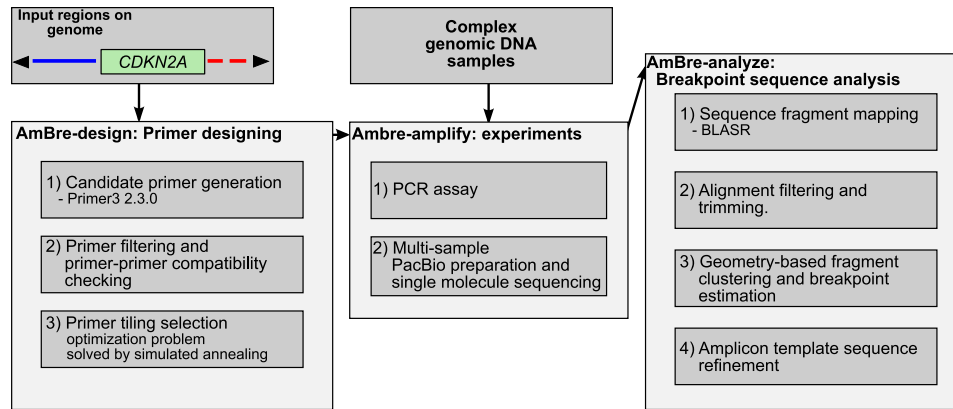 Input regions on
genome
CDKN2A
AmBre-design: Primer designing
1) Candidate primer generation
- Primer3 2.3.0
2) Primer filtering and
primer-primer compatibility
checking
3) Primer tiling selection
optimization problem
solved by simulated annealing
Complex
genomic DNA
samples
Ambre-amplify: experiments
1) PCR assay
2) Multi-sample
PacBio preparation and
single molecule sequencing
AmBre-analyze:
Breakpoint sequence analysis
1) Sequence fragment mapping
- BLASR
2) Alignment filtering and
trimming.
3) Geometry-based fragment
clustering and breakpoint
estimation
4) Amplicon template sequence
refinement